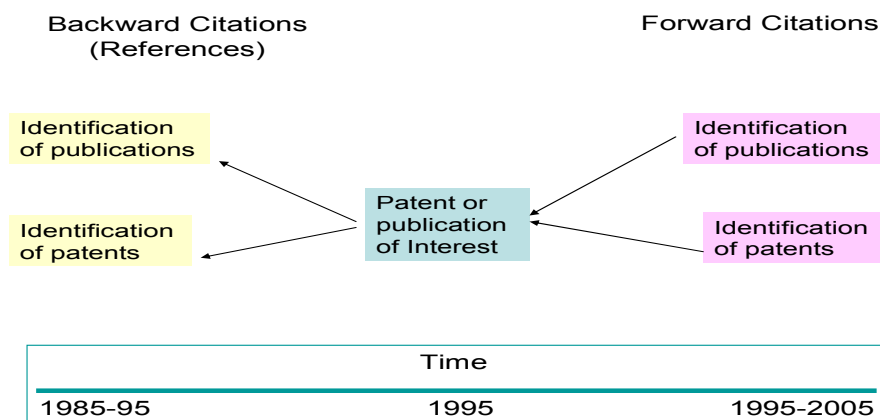 Backward Citations
(References)
Forward Citations
Identification
of publications
Identification
of patents
Patent or
publication
of Interest
Identification
of publications
Identification
of patents
Time
1985-95
1995
1995-2005